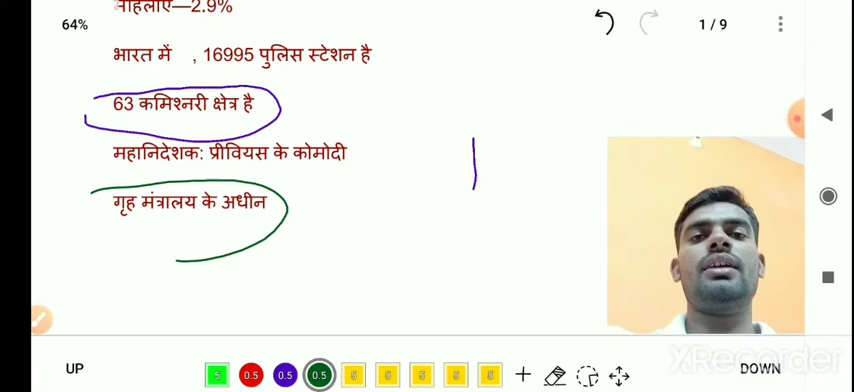 महिलाएं—2.9%
64%
1 / 9
भारत में , 16995 पुलिस स्टेशन है
63 कमिश्नरी क्षेत्र है
महानिदेशक: प्रीवियस के कोमोदी
गृह मंत्रालय के अधीन
XRecorder
UP
5 0.5 0.5 0.5 5 5 5 5 5
DOWN